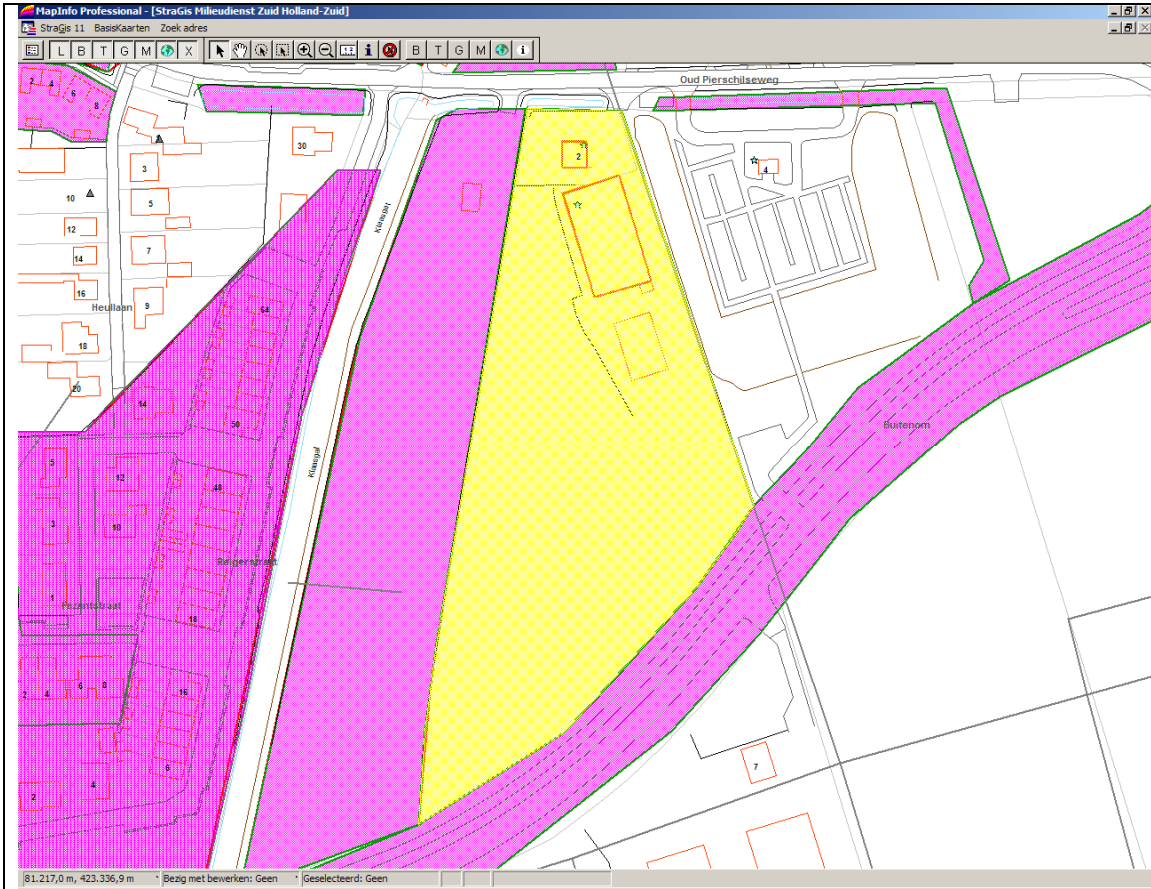 MapInfo Professional - [StraGis Milieudienst Zuid Holland-Zuid]
StraGis 11 BasisKaarten Zoek adres
L B T G M X B T G M
Oud Pierschilseweg
2 4 6 8
30
2
4
3
10
5
Klaasgat
12
7
14
16
9
Heullaan
64
18
20
14
50
Buitenom
5
12
48
Klaasgat
3
10
Reigerstraat
1
Fazantstraat
18
2 4 6 8
16
6
7
2
4
81.217,0 m, 423.336,9 m
Bezig met bewerken: Geen
Geselecteerd: Geen